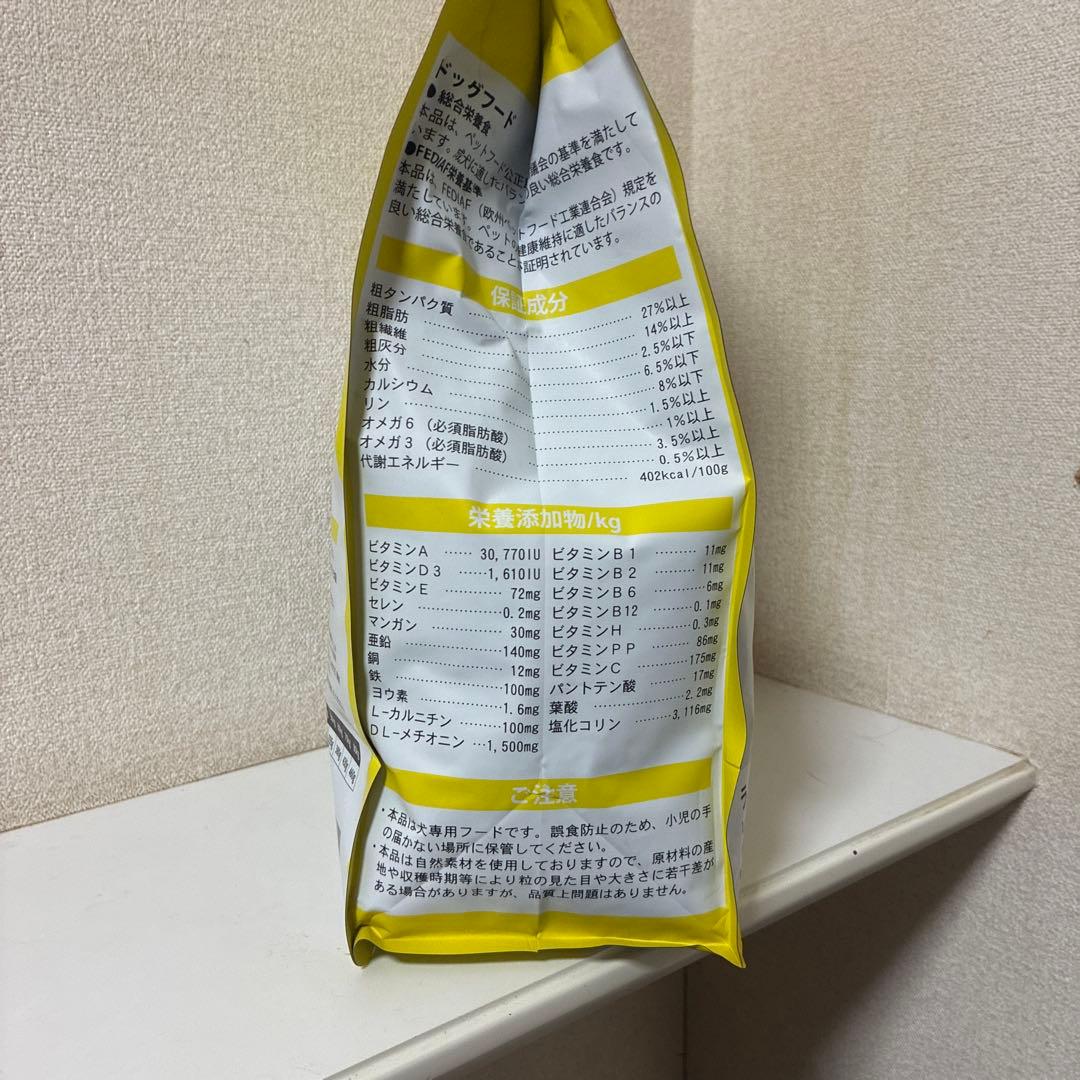 ドッグフード
●総合栄養食
本品は、ペットフード公正 議会の基準を満たして
います。成犬に適したバラン の良い総合栄養食です。
●FEDIAF栄養基準
本品は、FEDIAF（欧州ペットフード工業連合会）規定を
満たしています。ペットの健康維持に適したバランスの
良い総合栄養食であること 証明されています。
保証成分
粗タンパク質 27%以上
粗脂肪 14%以上
粗繊維 2.5%以下
粗灰分 6.5%以下
水分 8%以下
カルシウム 1.5%以上
リン 1%以上
オメガ6（必須脂肪酸） 3.5%以上
オメガ3（必須脂肪酸） 0.5%以上
代謝エネルギー 402kcal/100g
栄養添加物/kg
ビタミンA …… 30,770IU ビタミンB1 ……… 11mg
ビタミンD3 ……1,610IU ビタミンB2 ……… 11mg
ビタミンE ……… 72mg ビタミンB6 ……… 6mg
セレン ……… 0.2mg ビタミンB12 ……0.1mg
マンガン ……… 30mg ビタミンH ……… 0.3mg
亜鉛 ……… 140mg ビタミンPP ……… 86mg
銅 ……… 12mg ビタミンC ……… 175mg
鉄 ……… 100mg パントテン酸 ……… 17mg
ヨウ素 ……… 1.6mg 葉酸 ……… 2.2mg
L-カルニチン ……100mg 塩化コリン ………3,116mg
DL-メチオニン …1,500mg
ご注意
・本品は犬専用フードです。誤食防止のため、小児の手
の届かない場所に保管してください。
・本品は自然素材を使用しておりますので、原材料の産
地や収穫時期等により粒の見た目や大きさに若干差が
ある場合がありますが、品質上問題はありません。